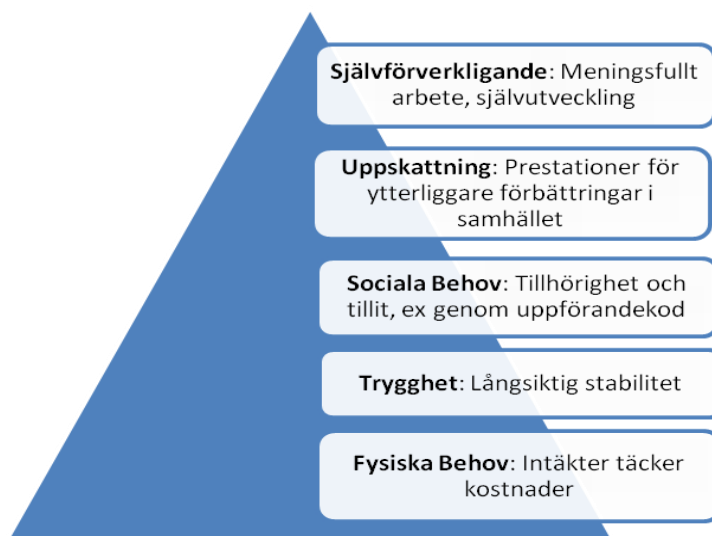 Självförverkligande: Meningsfullt
arbete, självutveckling
Uppskattning: Prestationer för
ytterliggare förbättringar i
samhället
Sociala Behov: Tillhörighet och
tillit, ex genom uppförandekod
Trygghet: Långsiktig stabilitet
Fysiska Behov: Intäkter täcker
kostnader